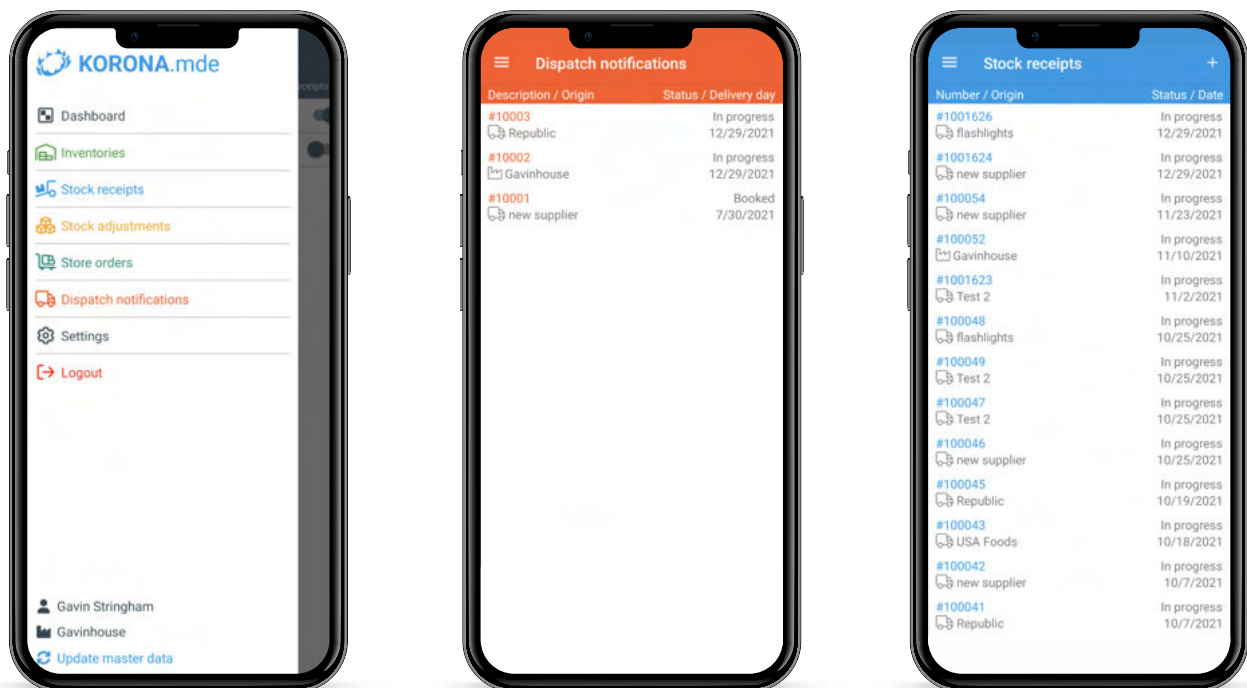 KORONA.mde
Dashboard
Inventories
Stock receipts
Stock adjustments
Store orders
Dispatch notifications
Settings
Logout
Gavin Stringham
Gavinhouse
Update master data
Dispatch notifications
Description / Origin Status / Delivery day
#10003 In progress
Republic 12/29/2021
#10002 In progress
Gavinhouse 12/29/2021
#10001 Booked
new supplier 7/30/2021
Stock receipts +
Number / Origin Status / Date
#1001626 In progress
flashlights 12/29/2021
#1001624 In progress
new supplier 12/29/2021
#100054 In progress
new supplier 11/23/2021
#100052 In progress
Gavinhouse 11/10/2021
#1001623 In progress
Test 2 11/2/2021
#100048 In progress
flashlights 10/25/2021
#100049 In progress
Test 2 10/25/2021
#100047 In progress
Test 2 10/25/2021
#100046 In progress
new supplier 10/25/2021
#100045 In progress
Republic 10/19/2021
#100043 In progress
USA Foods 10/18/2021
#100042 In progress
new supplier 10/7/2021
#100041 In progress
Republic 10/7/2021